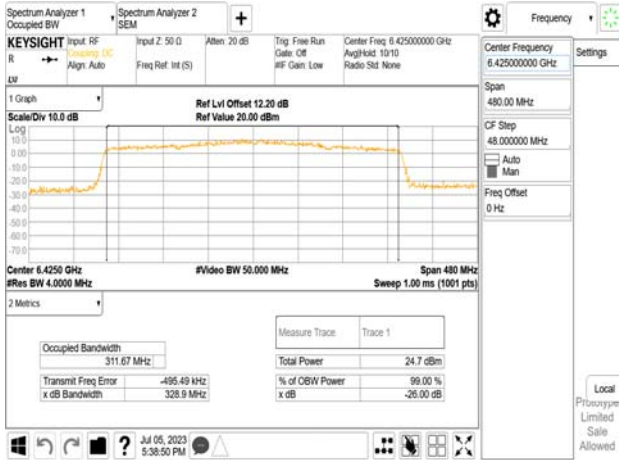 Spectrum Analyzer 1
Occupied BW
Spectrum Analyzer 2
SEM
+
Frequency
KEYSIGHT
R
LXI
Input: RF
Coupling: DC
Align: Auto
Input Z: 50 Ω
Freq Ref: Int (S)
Atten: 20 dB
Trig: Free Run
Gate: Off
#IF Gain: Low
Center Freq: 6.425000000 GHz
Avg|Hold: 10/10
Radio Std: None
Center Frequency
6.425000000 GHz
Settings
Span
480.00 MHz
CF Step
48.000000 MHz
Auto
Man
Freq Offset
0 Hz
1 Graph
Scale/Div 10.0 dB
Ref Lvl Offset 12.20 dB
Ref Value 20.00 dBm
Log
10.0
0.00
-10.0
-20.0
-30.0
-40.0
-50.0
-60.0
-70.0
Center 6.4250 GHz
#Res BW 4.0000 MHz
#Video BW 50.000 MHz
Span 480 MHz
Sweep 1.00 ms (1001 pts)
2 Metrics
Measure Trace Trace 1
Occupied Bandwidth
311.67 MHz
Total Power 24.7 dBm
Transmit Freq Error -495.49 kHz
% of OBW Power 99.00 %
x dB Bandwidth 328.9 MHz
x dB -26.00 dB
Local
Prototype
Limited
Sale
Allowed
?
Jul 05, 2023
5:38:50 PM